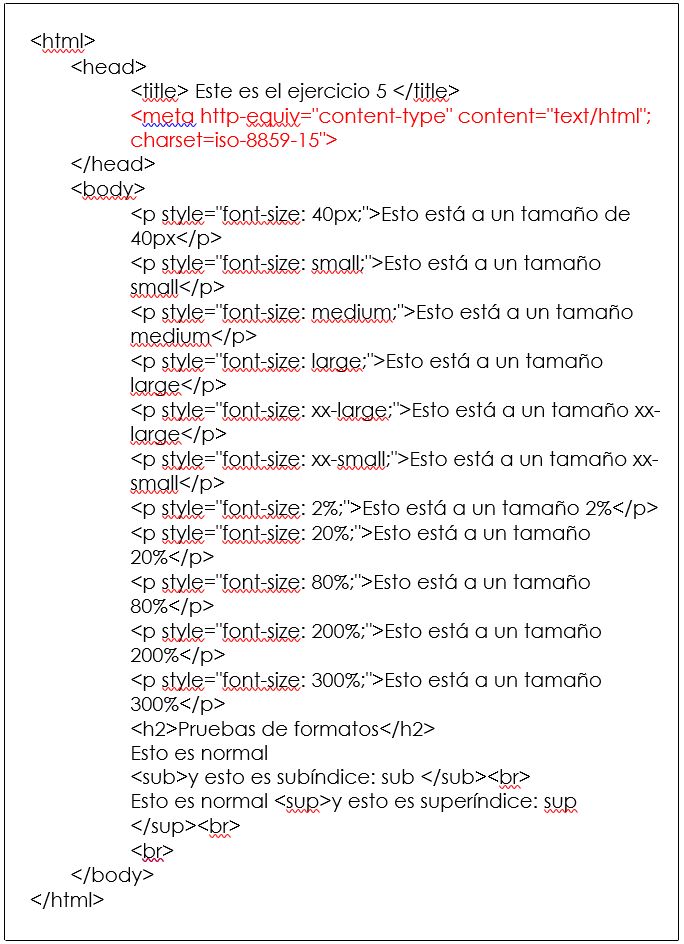 <html>
<head>
<title> Este es el ejercicio 5 </title>
<meta http-equiv="content-type" content="text/html";
charset=iso-8859-15">
</head>
<body>
<p style="font-size: 40px;">Esto está a un tamaño de
40px</p>
<p style="font-size: small;">Esto está a un tamaño
small</p>
<p style="font-size: medium;">Esto está a un tamaño
medium</p>
<p style="font-size: large;">Esto está a un tamaño
large</p>
<p style="font-size: xx-large;">Esto está a un tamaño xx-
large</p>
<p style="font-size: xx-small;">Esto está a un tamaño xx-
small</p>
<p style="font-size: 2%;">Esto está a un tamaño 2%</p>
<p style="font-size: 20%;">Esto está a un tamaño
20%</p>
<p style="font-size: 80%;">Esto está a un tamaño
80%</p>
<p style="font-size: 200%;">Esto está a un tamaño
200%</p>
<p style="font-size: 300%;">Esto está a un tamaño
300%</p>
<h2>Pruebas de formatos</h2>
Esto es normal
<sub>y esto es subíndice: sub </sub><br>
Esto es normal <sup>y esto es superíndice: sup
</sup><br>
<br>
</body>
</html>